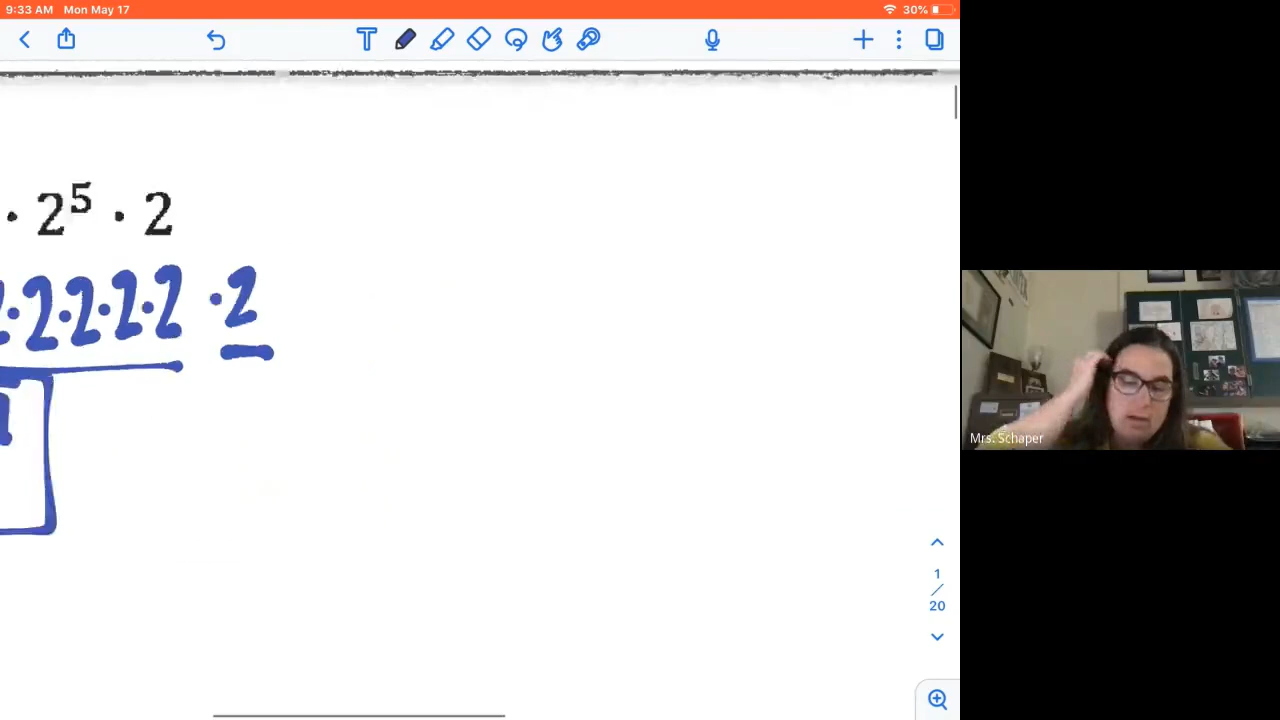 9:33 AM Mon May 17
30%
T
· 2⁵ · 2
·2·2·2·2 ·2
Mrs. Schaper
1
/
20